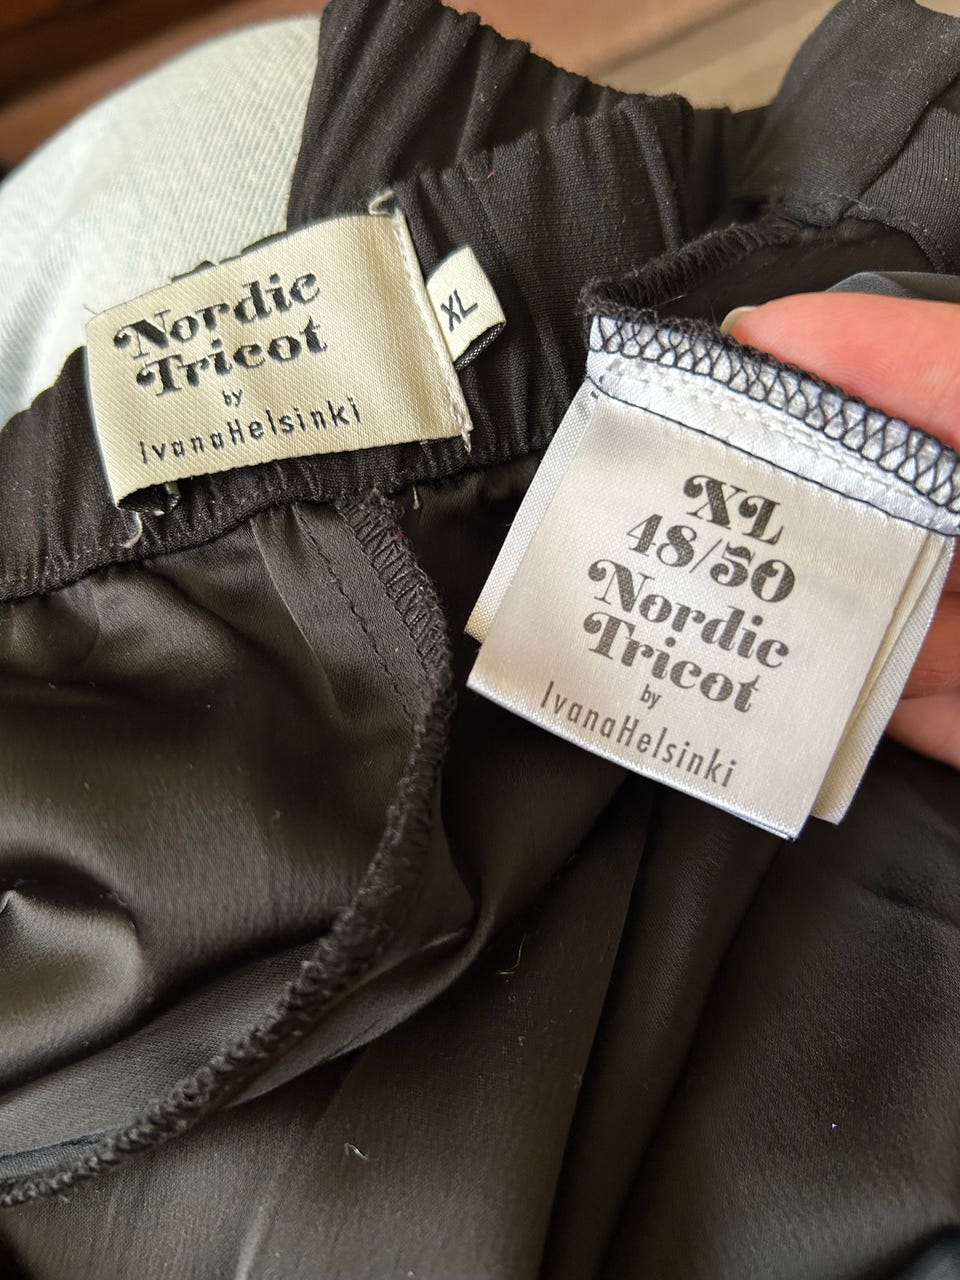 Nordic
Tricot
by
IvanaHelsinki
XL
XL
48/50
Nordic
Tricot
by
IvanaHelsinki